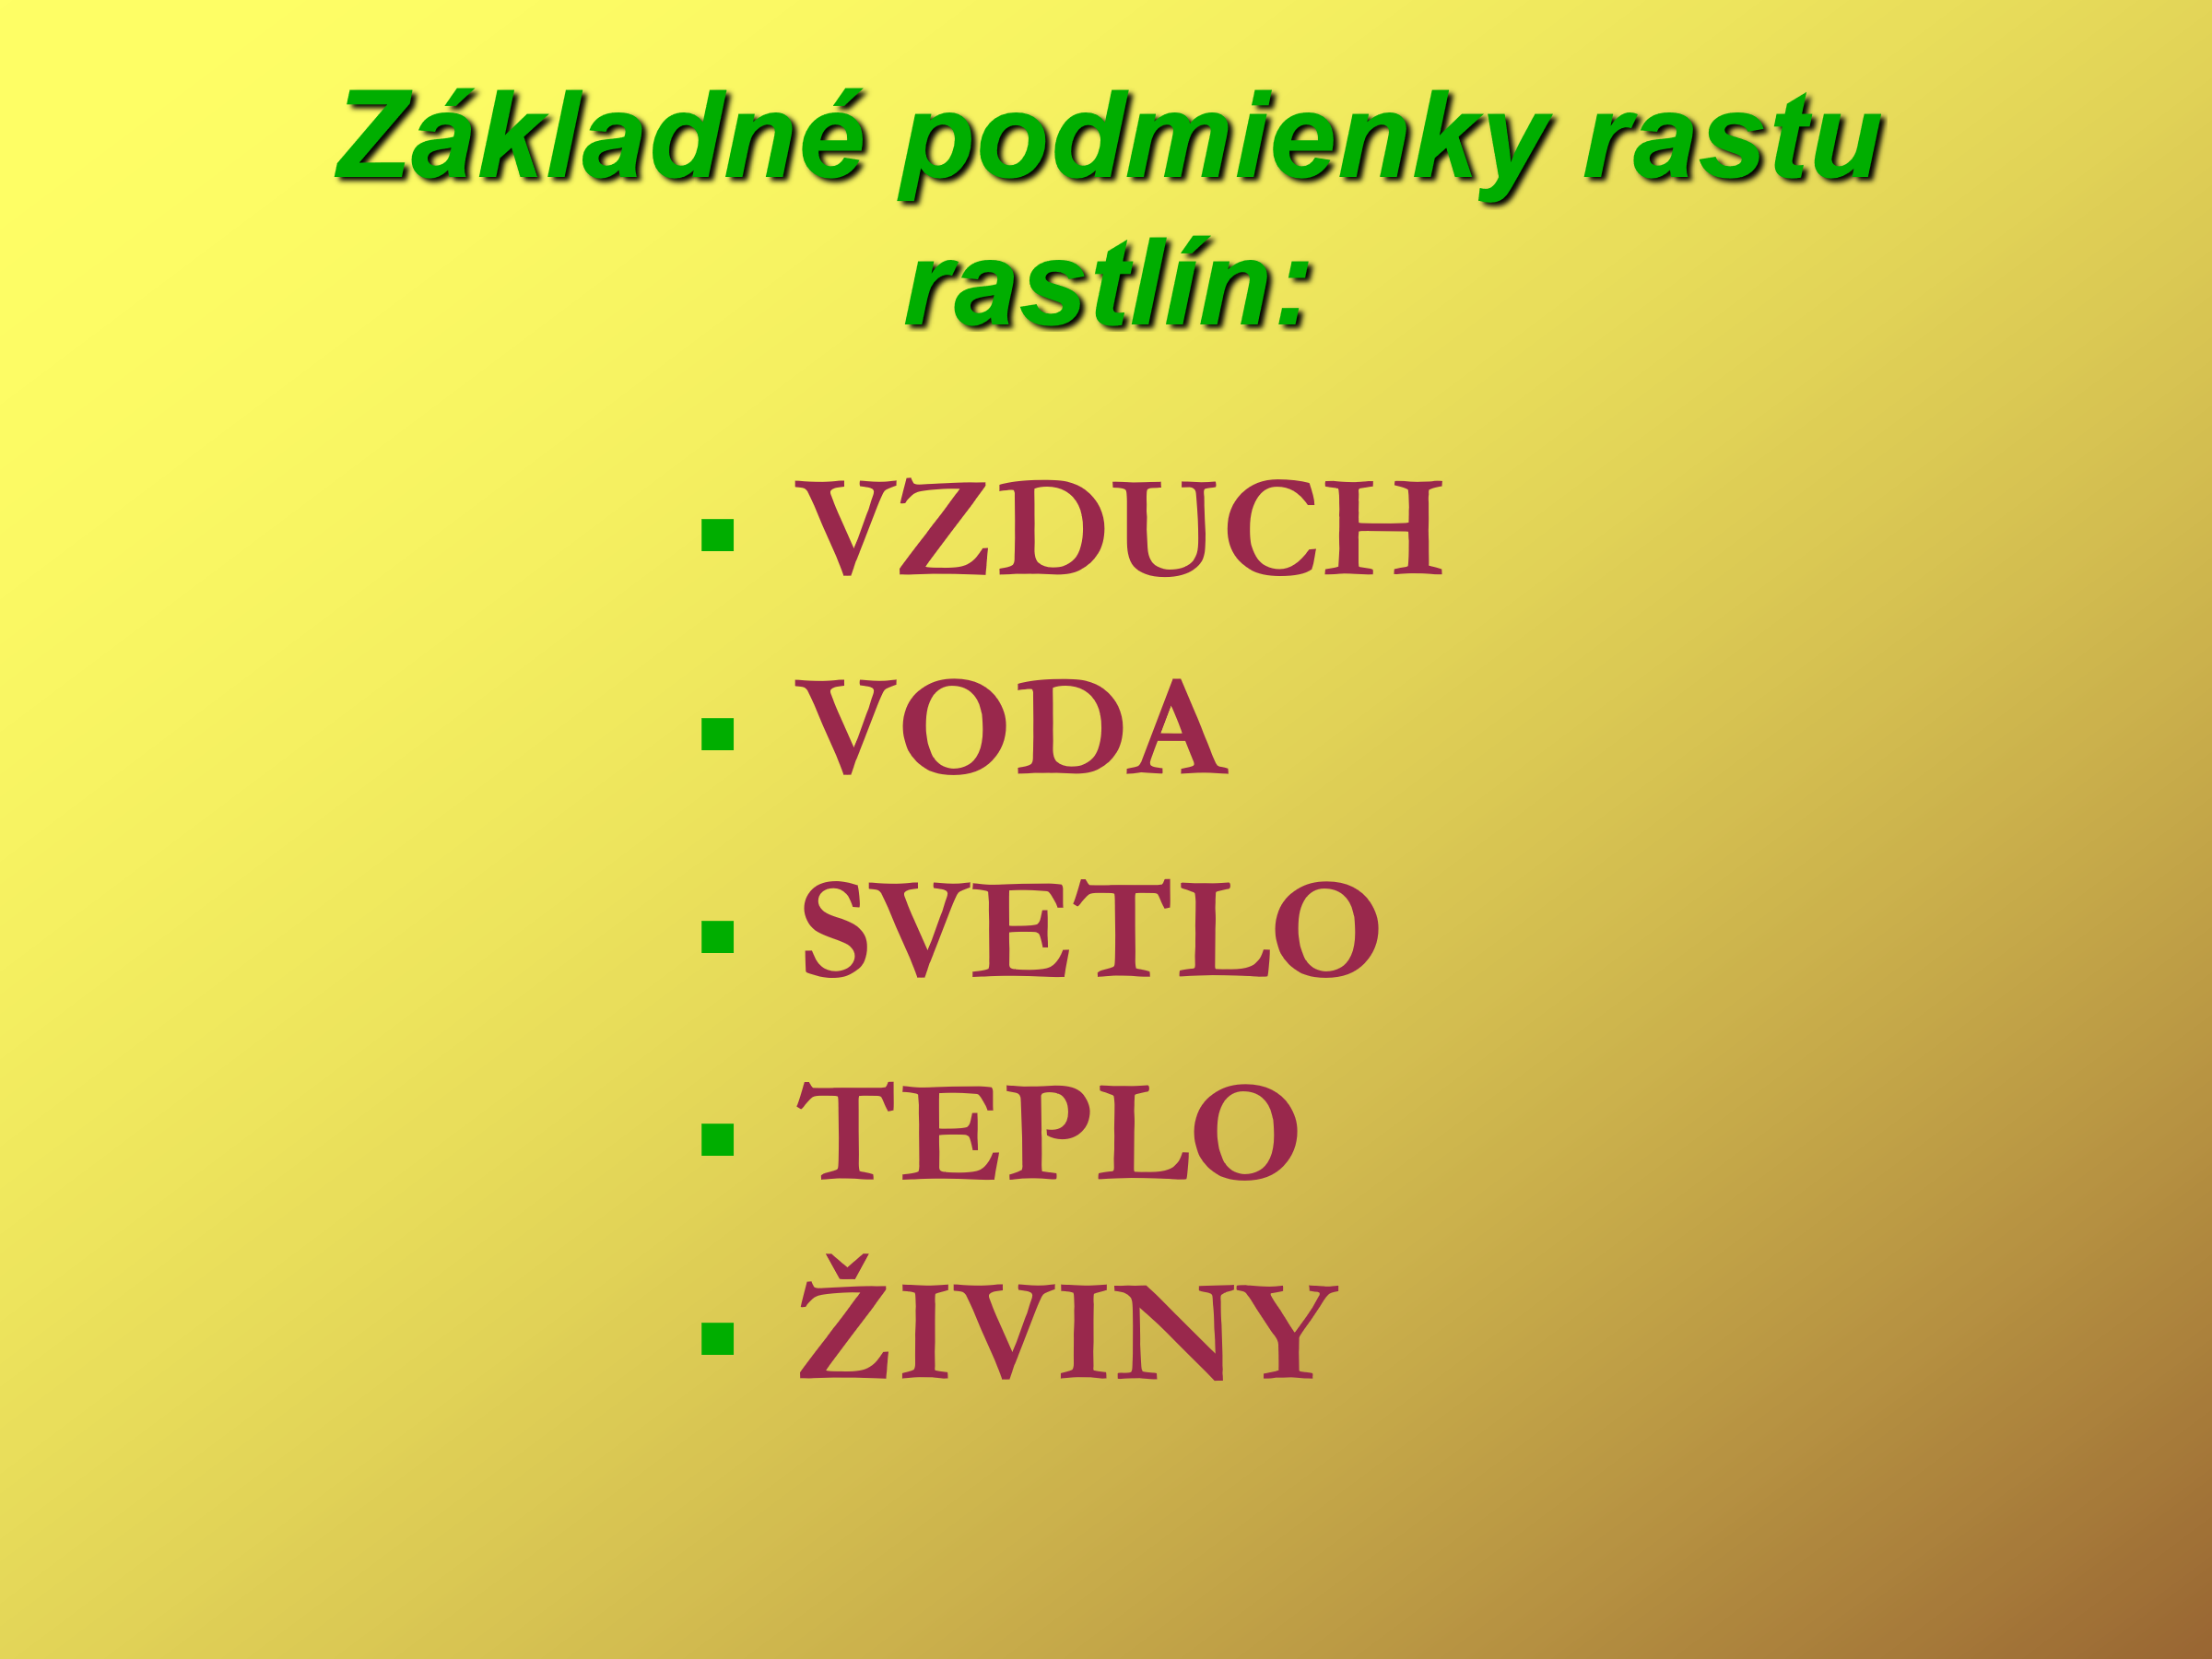 Základné podmienky rastu
rastlín:
▪ VZDUCH
▪ VODA
▪ SVETLO
▪ TEPLO
▪ ŽIVINY